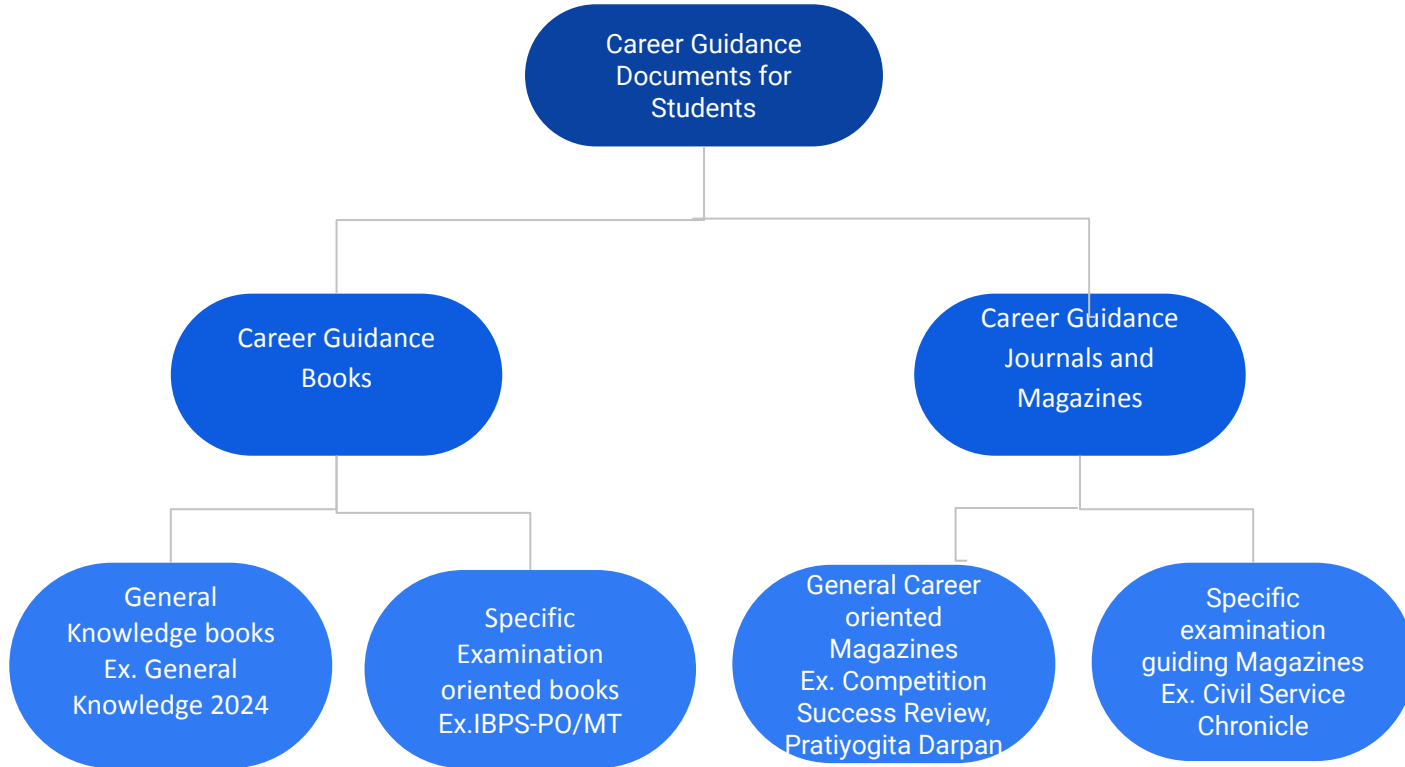 Career Guidance
Documents for
Students
Career Guidance
Books
Career Guidance
Journals and
Magazines
General
Knowledge books
Ex. General
Knowledge 2024
Specific
Examination
oriented books
Ex.IBPS-PO/MT
General Career
oriented
Magazines
Ex. Competition
Success Review,
Pratiyogita Darpan
Specific
examination
guiding Magazines
Ex. Civil Service
Chronicle